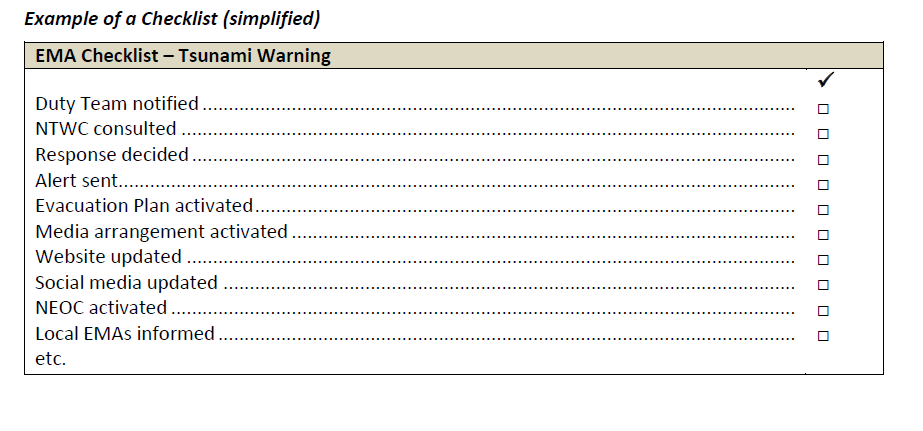 Example of a Checklist (simplified)
EMA Checklist – Tsunami Warning
✓
Duty Team notified ☐
NTWC consulted ☐
Response decided ☐
Alert sent ☐
Evacuation Plan activated ☐
Media arrangement activated ☐
Website updated ☐
Social media updated ☐
NEOC activated ☐
Local EMAs informed ☐
etc.